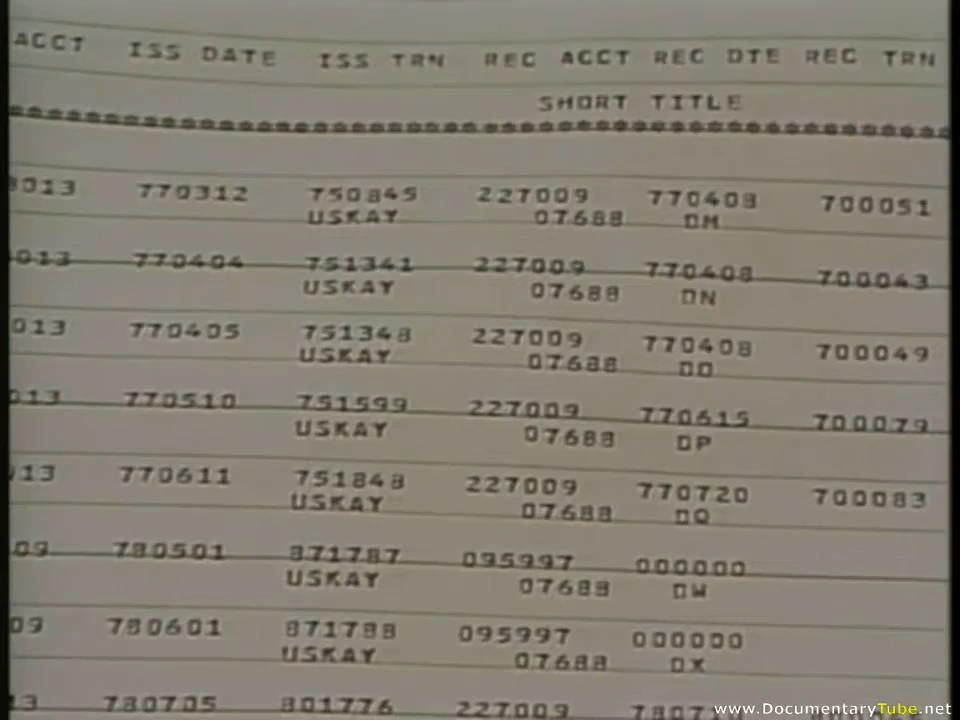 ACCT ISS DATE ISS TRN REC ACCT REC DTE REC TRN
SHORT TITLE
8013 770312 750845 227009 770408 700051
USKAY 07688 DM
013 770404 751341 227009 770408 700043
USKAY 07688 DN
013 770405 751348 227009 770408 700049
USKAY 07688 DO
013 770510 751599 227009 770615 700079
USKAY 07688 DP
13 770611 751848 227009 770720 700083
USKAY 07688 DQ
09 780501 871787 095997 000000
USKAY 07688 DW
09 780601 871788 095997 000000
USKAY 07688 DX
13 780705 801776 227009
www.DocumentaryTube.net